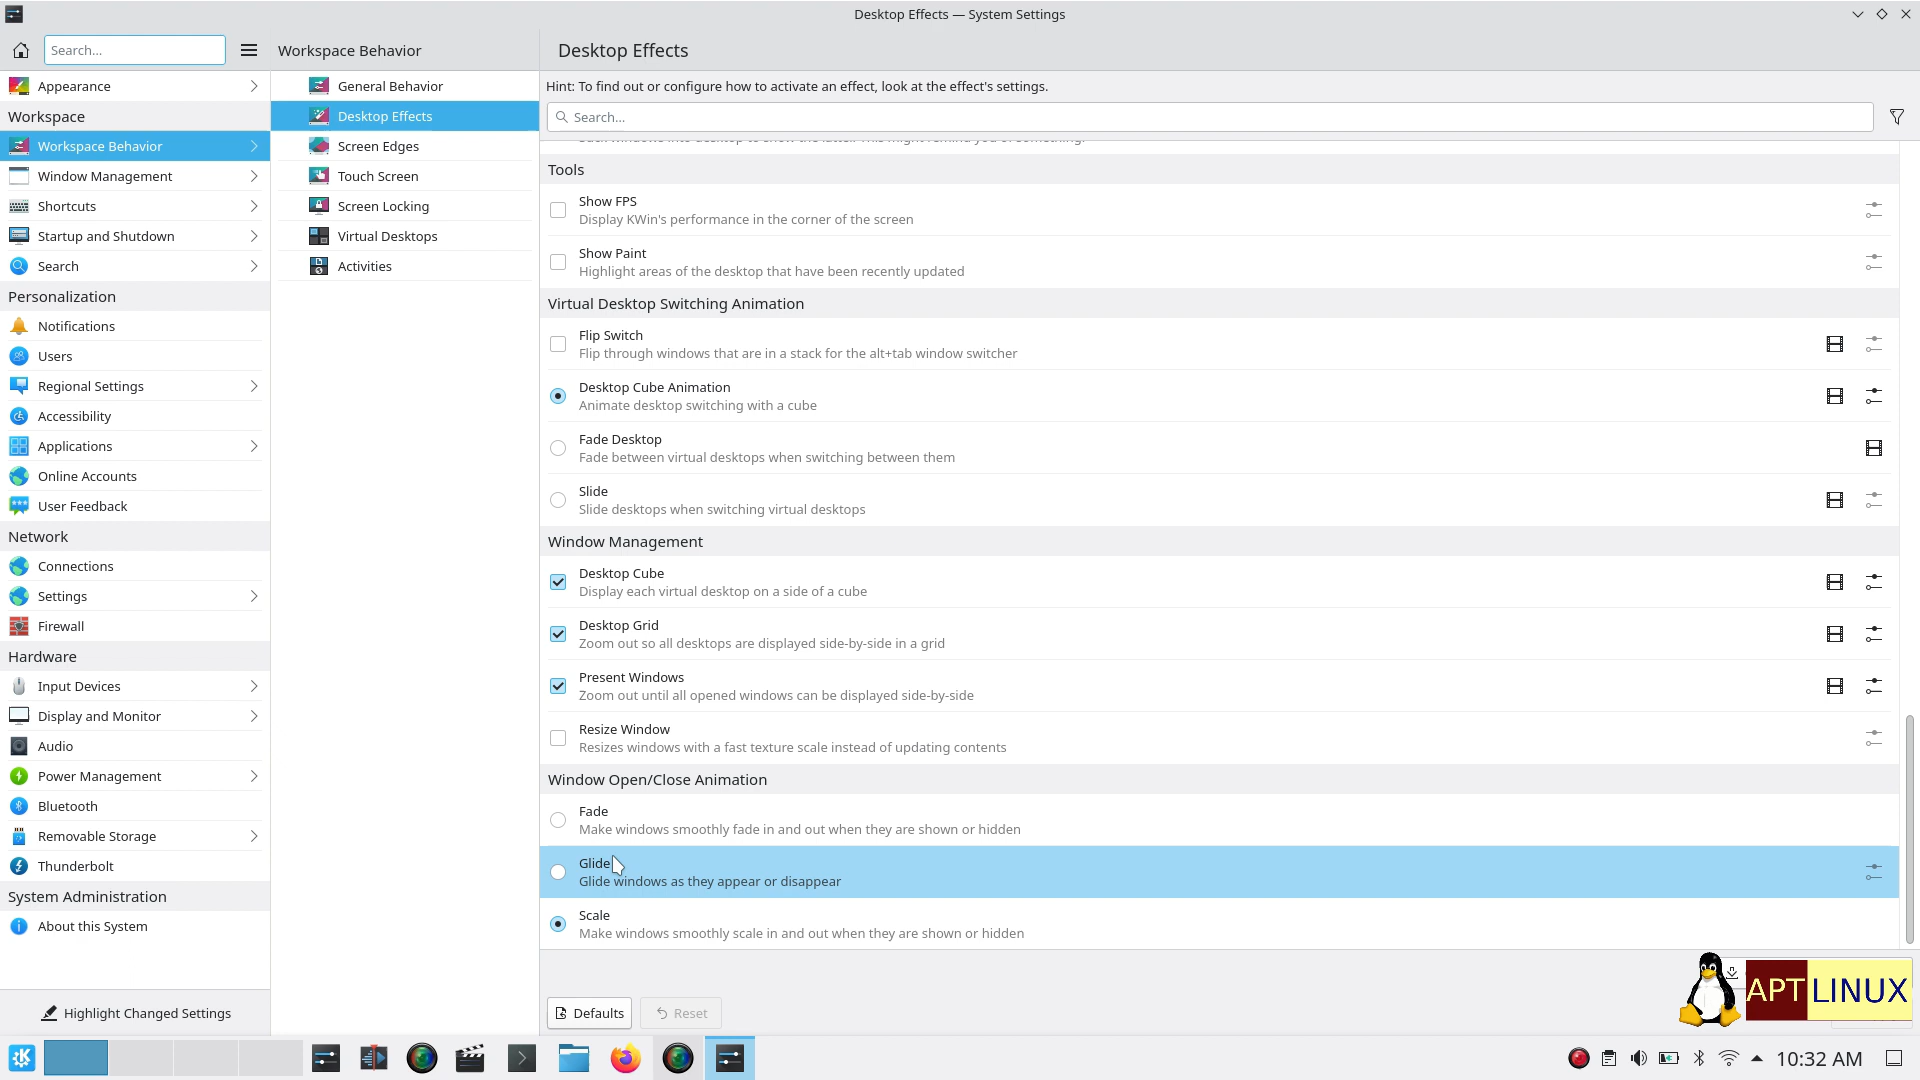 Desktop Effects — System Settings
Search...
Workspace Behavior
Desktop Effects
Appearance
Workspace
Workspace Behavior
Window Management
Shortcuts
Startup and Shutdown
Search
Personalization
Notifications
Users
Regional Settings
Accessibility
Applications
Online Accounts
User Feedback
Network
Connections
Settings
Firewall
Hardware
Input Devices
Display and Monitor
Audio
Power Management
Bluetooth
Removable Storage
Thunderbolt
System Administration
About this System
Highlight Changed Settings
General Behavior
Desktop Effects
Screen Edges
Touch Screen
Screen Locking
Virtual Desktops
Activities
Hint: To find out or configure how to activate an effect, look at the effect's settings.
Search...
Tools
Show FPS
Display KWin's performance in the corner of the screen
Show Paint
Highlight areas of the desktop that have been recently updated
Virtual Desktop Switching Animation
Flip Switch
Flip through windows that are in a stack for the alt+tab window switcher
Desktop Cube Animation
Animate desktop switching with a cube
Fade Desktop
Fade between virtual desktops when switching between them
Slide
Slide desktops when switching virtual desktops
Window Management
Desktop Cube
Display each virtual desktop on a side of a cube
Desktop Grid
Zoom out so all desktops are displayed side-by-side in a grid
Present Windows
Zoom out until all opened windows can be displayed side-by-side
Resize Window
Resizes windows with a fast texture scale instead of updating contents
Window Open/Close Animation
Fade
Make windows smoothly fade in and out when they are shown or hidden
Glide
Glide windows as they appear or disappear
Scale
Make windows smoothly scale in and out when they are shown or hidden
Defaults
Reset
APT LINUX
10:32 AM